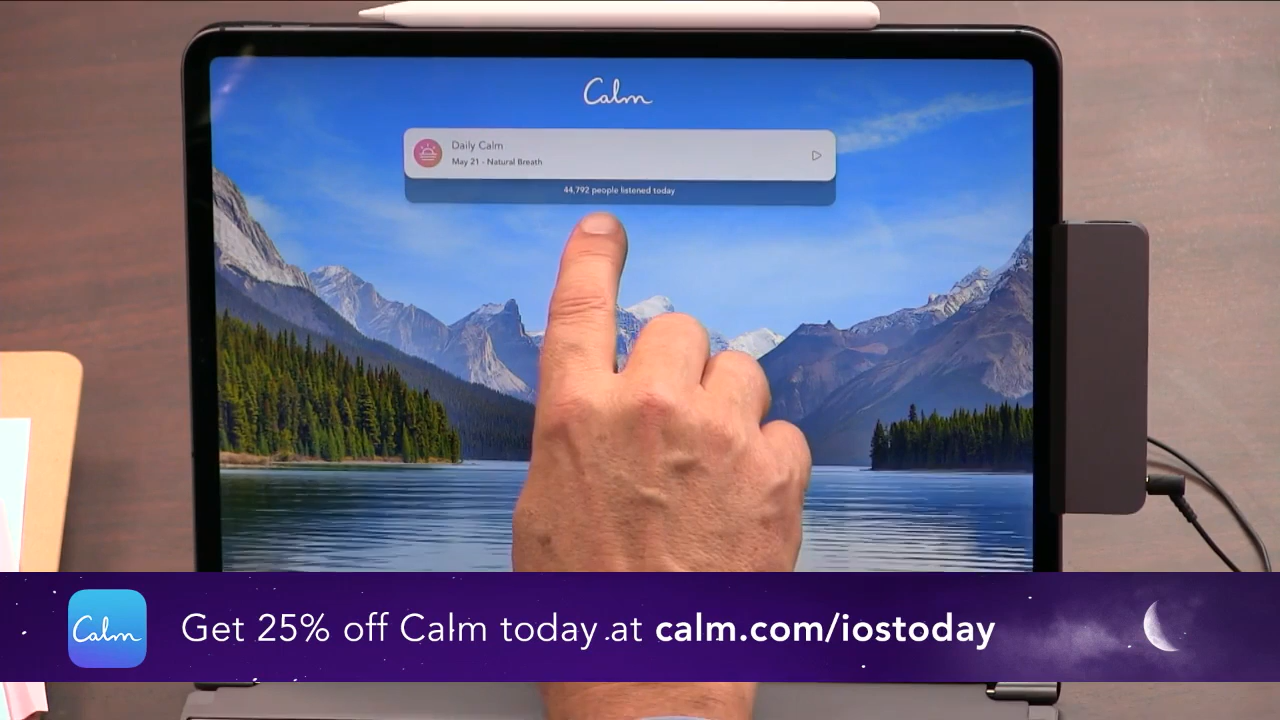 Calm
Daily Calm
May 21 - Natural Breath
44,792 people listened today
Calm
Get 25% off Calm today at calm.com/iostoday